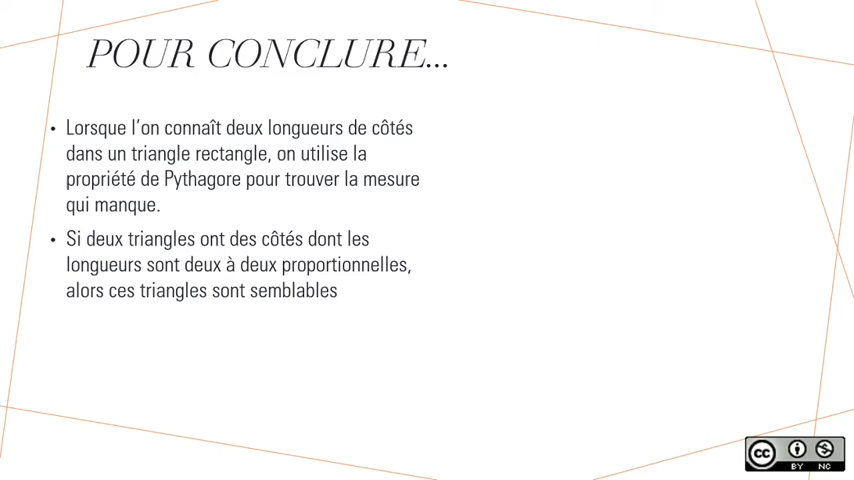 POUR CONCLURE...
• Lorsque l’on connaît deux longueurs de côtés
dans un triangle rectangle, on utilise la
propriété de Pythagore pour trouver la mesure
qui manque.
• Si deux triangles ont des côtés dont les
longueurs sont deux à deux proportionnelles,
alors ces triangles sont semblables
cc
BY NC